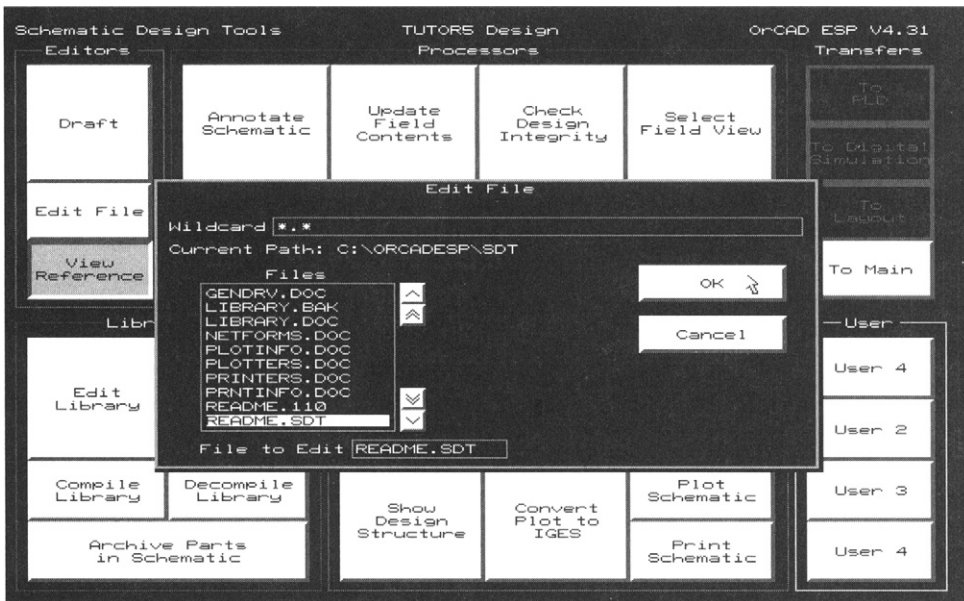 Schematic Design Tools TUTOR5 Design OrCAD ESP V4.31
Editors Processors Transfers
Draft
Annotate
Schematic
Update
Field
Contents
Check
Design
Integrity
Select
Field View
To
PLD
To Digital
Simulation
To
Layout
Edit File
View
Reference
To Main
Edit File
Wildcard *.*
Current Path: C:\ORCADESP\SDT
Files
GENDRV.DOC
LIBRARY.BAK
LIBRARY.DOC
NETFORMS.DOC
PLOTINFO.DOC
PLOTTERS.DOC
PRINTERS.DOC
PRNTINFO.DOC
README.110
README.SDT
File to Edit README.SDT
OK
Cancel
User
Edit
Library
User 4
User 2
Compile
Library
Decompile
Library
Show
Design
Structure
Convert
Plot to
IGES
Plot
Schematic
User 3
Archive Parts
in Schematic
Print
Schematic
User 4